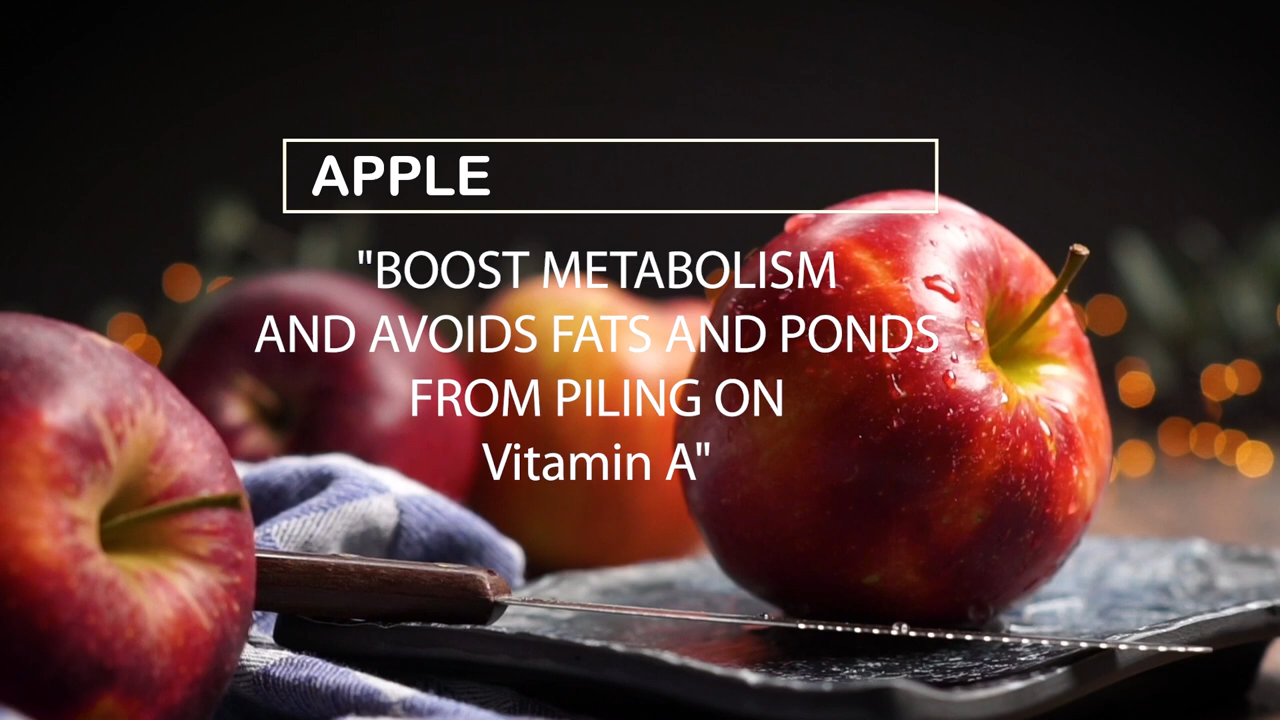 APPLE
"BOOST METABOLISM
AND AVOIDS FATS AND PONDS
FROM PILING ON
Vitamin A"